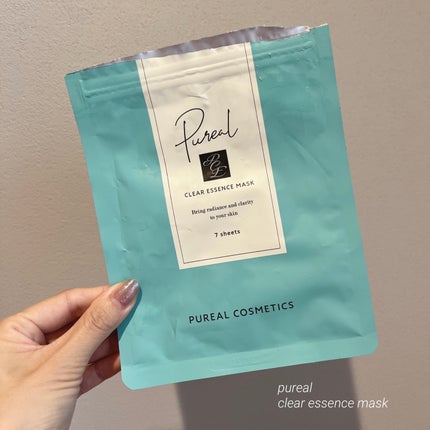 Pureal
CLEAR ESSENCE MASK
Bring radiance and clarity
to your skin
7 sheets
PUREAL COSMETICS
pureal
clear essence mask